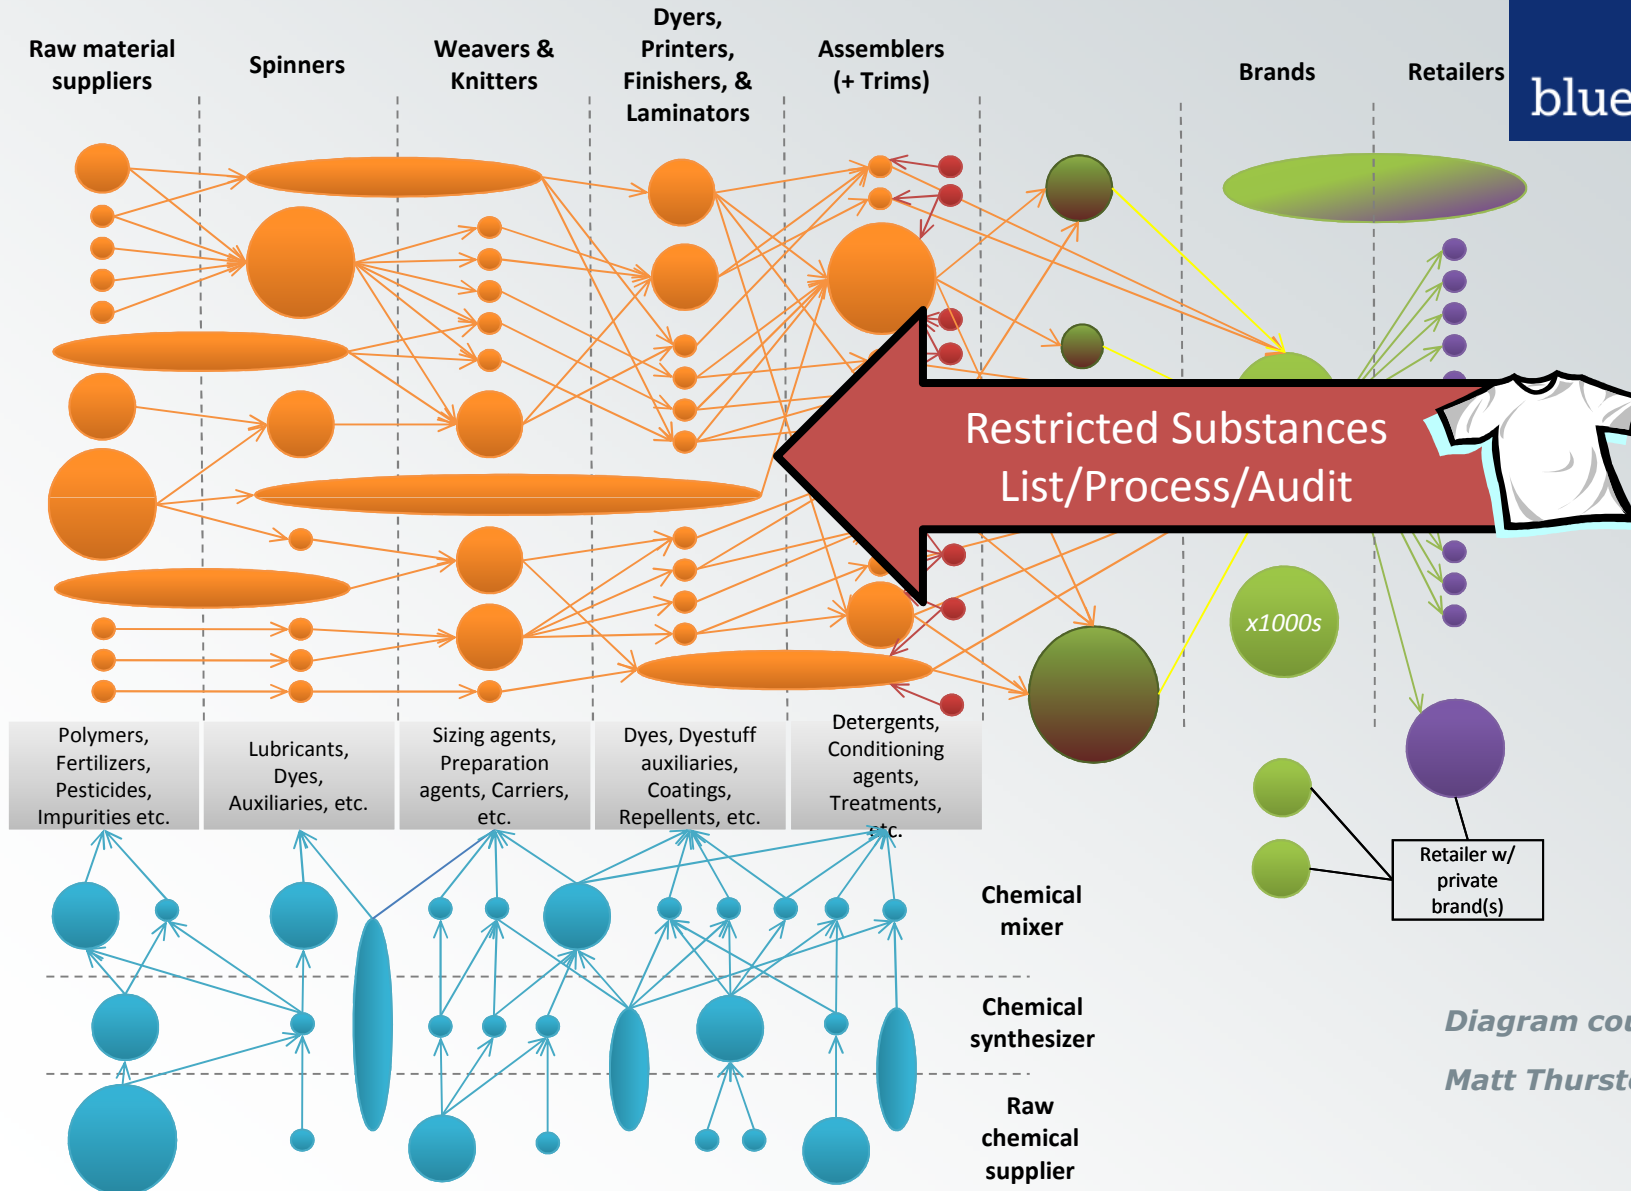 Raw material
suppliers
Spinners
Weavers &
Knitters
Dyers,
Printers,
Finishers, &
Laminators
Assemblers
(+ Trims)
Brands
Retailers
blue
Restricted Substances
List/Process/Audit
x1000s
Polymers,
Fertilizers,
Pesticides,
Impurities etc.
Lubricants,
Dyes,
Auxiliaries, etc.
Sizing agents,
Preparation
agents, Carriers,
etc.
Dyes, Dyestuff
auxiliaries,
Coatings,
Repellents, etc.
Detergents,
Conditioning
agents,
Treatments,
etc.
Retailer w/
private
brand(s)
Chemical
mixer
Chemical
synthesizer
Raw
chemical
supplier
Diagram cou
Matt Thurst